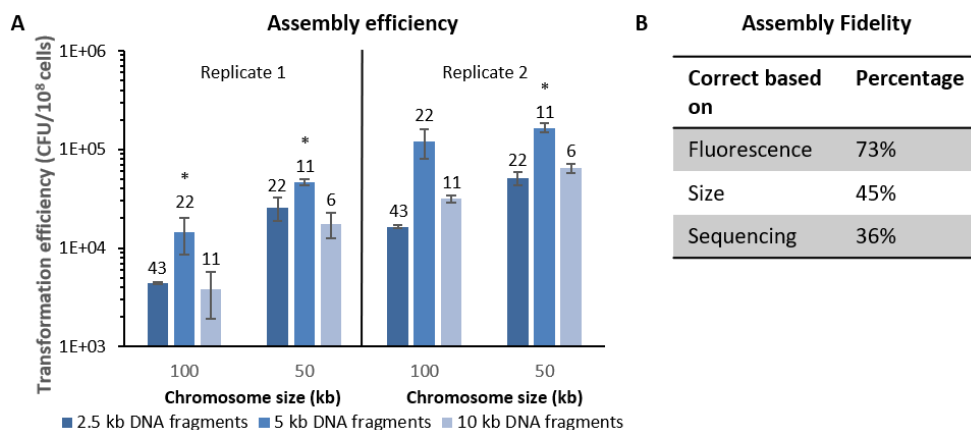 A
Assembly efficiency
Transformation efficiency (CFU/10⁸ cells)
1E+06
1E+05
1E+04
1E+03
Replicate 1
Replicate 2
43
*
22
11
22
*
11
6
43
22
11
22
*
11
6
100
50
100
50
Chromosome size (kb)
Chromosome size (kb)
2.5 kb DNA fragments
5 kb DNA fragments
10 kb DNA fragments
B
Assembly Fidelity
Correct based Percentage
on
Fluorescence 73%
Size 45%
Sequencing 36%